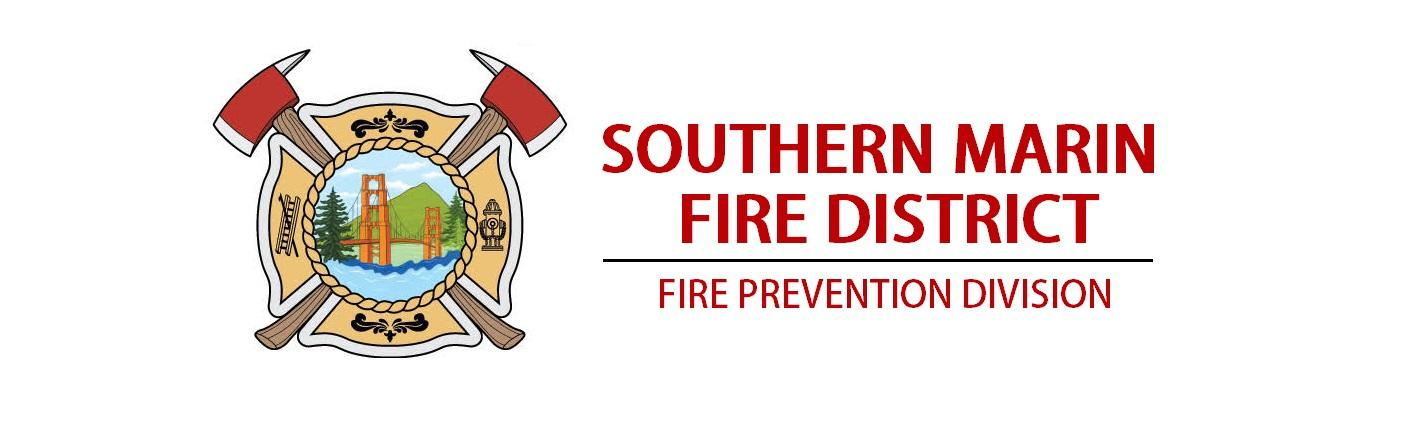 SOUTHERN MARIN
FIRE DISTRICT
FIRE PREVENTION DIVISION